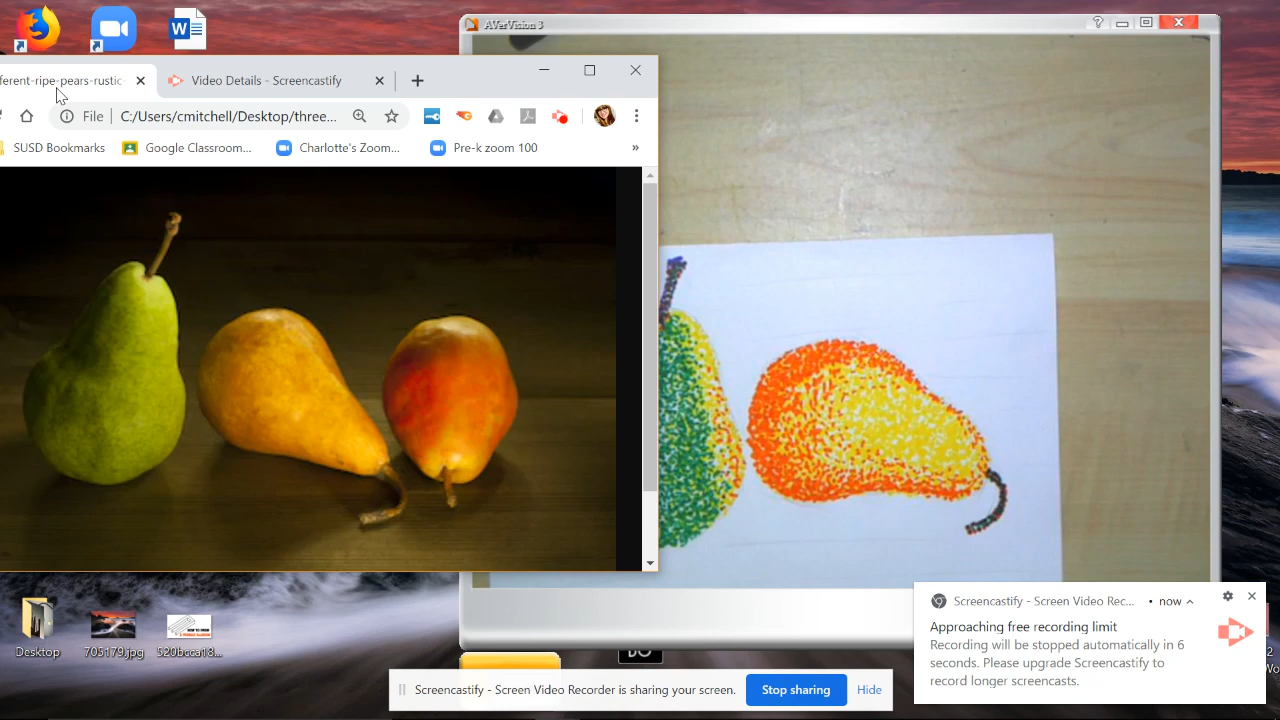 AVerVision 3
ferent-ripe-pears-rustic
Video Details - Screencastify
File
C:/Users/cmitchell/Desktop/three...
SUSD Bookmarks
Google Classroom...
Charlotte's Zoom...
Pre-k zoom 100
»
Screencastify - Screen Video Rec... • now
Approaching free recording limit
Recording will be stopped automatically in 6
seconds. Please upgrade Screencastify to
record longer screencasts.
Desktop
705179.jpg
520bcca18...
Screencastify - Screen Video Recorder is sharing your screen.
Stop sharing
Hide